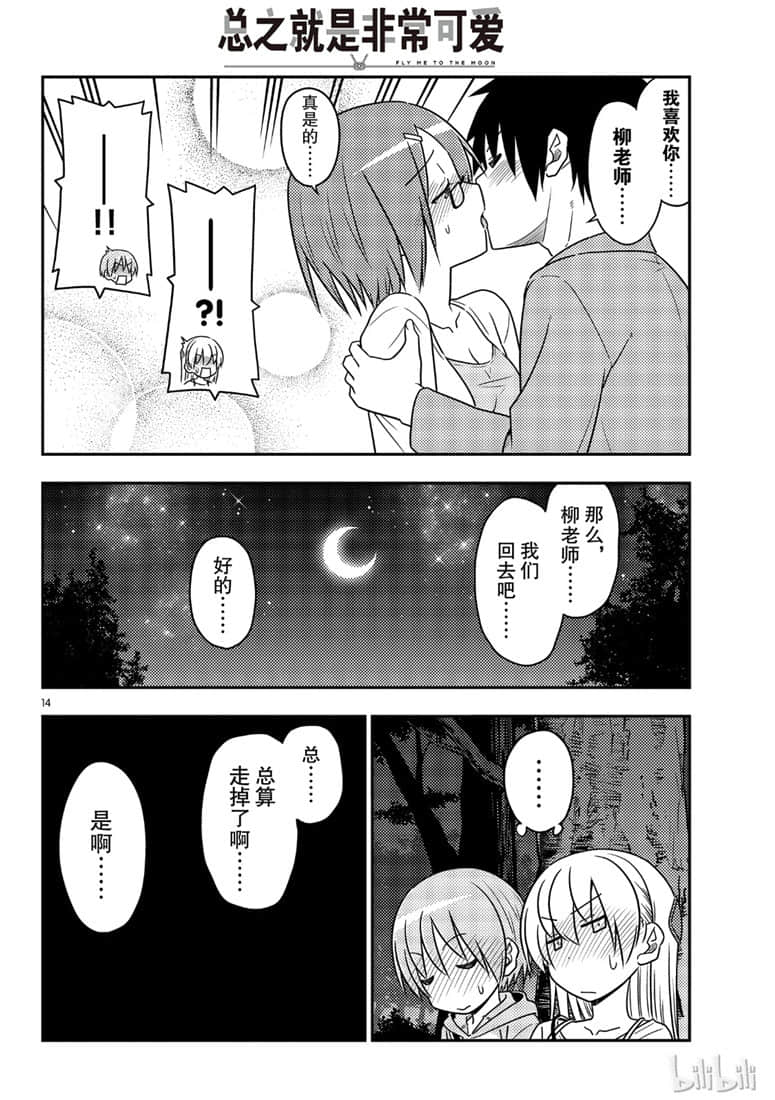 总之就是非常可爱
FLY ME TO THE MOON
我喜欢你……
柳老师……
真是的……
——?!
——!!
那么，
柳老师……
我们
回去吧……
好的……
14
……
总……
总算
走掉了啊……
是啊……
bilibili